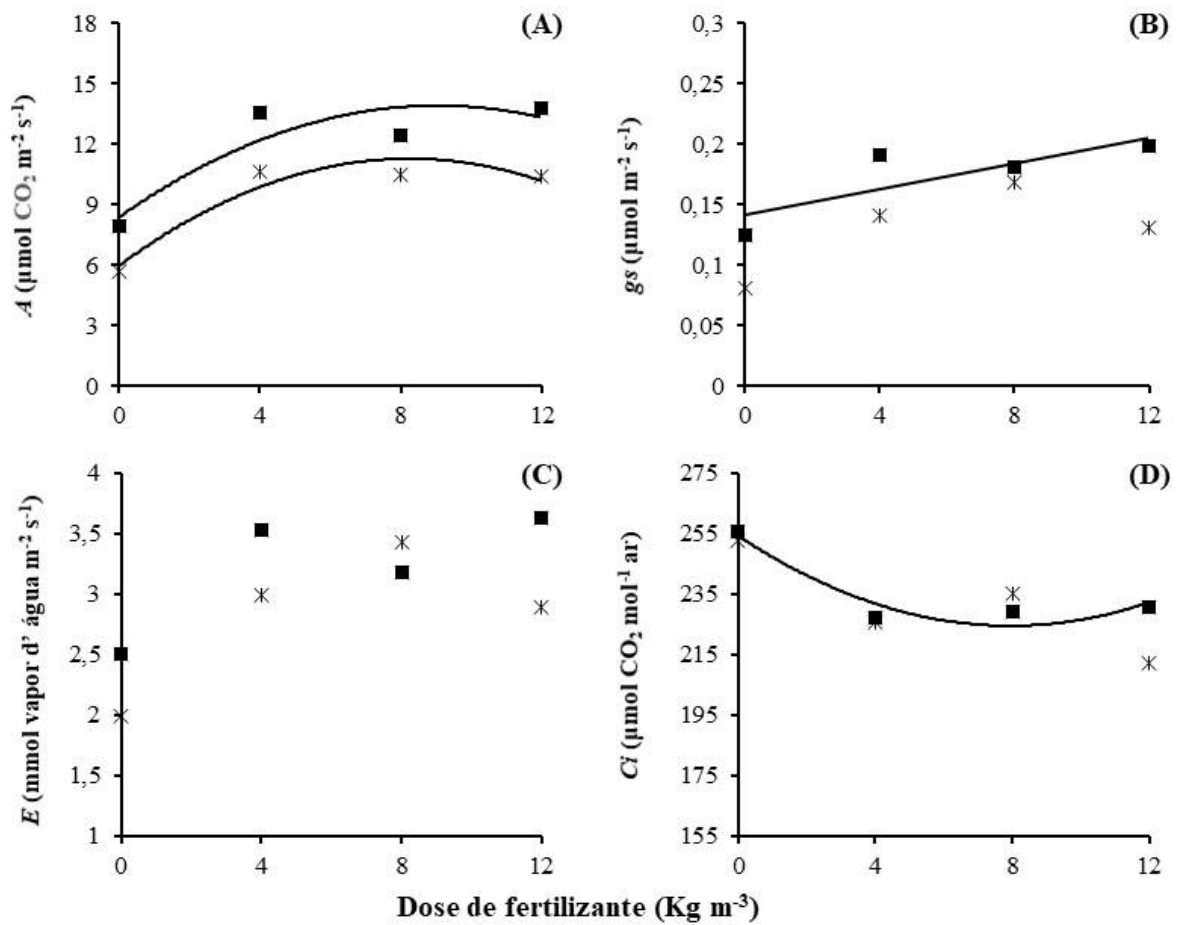 (A)
A (µmol CO₂ m⁻² s⁻¹)
18
15
12
9
6
3
0
0 4 8 12
(B)
gs (µmol m⁻² s⁻¹)
0,3
0,25
0,2
0,15
0,1
0,05
0
0 4 8 12
(C)
E (mmol vapor d’ água m⁻² s⁻¹)
4
3,5
3
2,5
2
1,5
1
0 4 8 12
(D)
Ci (µmol CO₂ mol⁻¹ ar)
275
255
235
215
195
175
155
0 4 8 12
Dose de fertilizante (Kg m⁻³)